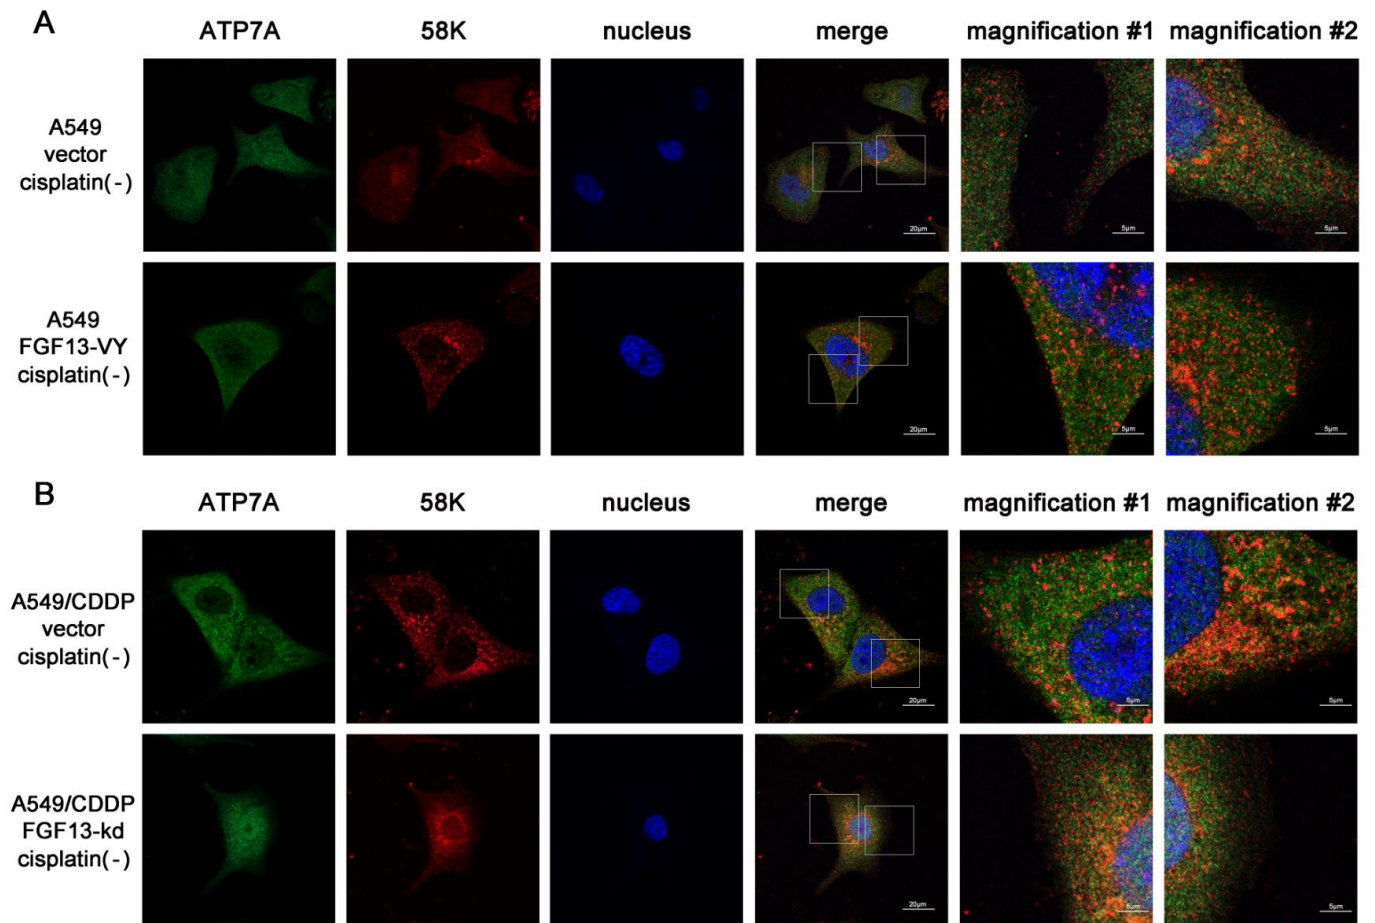 A
ATP7A 58K nucleus merge magnification #1 magnification #2
A549
vector
cisplatin(-)
20μm 5μm 5μm
A549
FGF13-VY
cisplatin(-)
20μm 5μm 5μm
B
ATP7A 58K nucleus merge magnification #1 magnification #2
A549/CDDP
vector
cisplatin(-)
20μm 5μm 5μm
A549/CDDP
FGF13-kd
cisplatin(-)
20μm 5μm 5μm